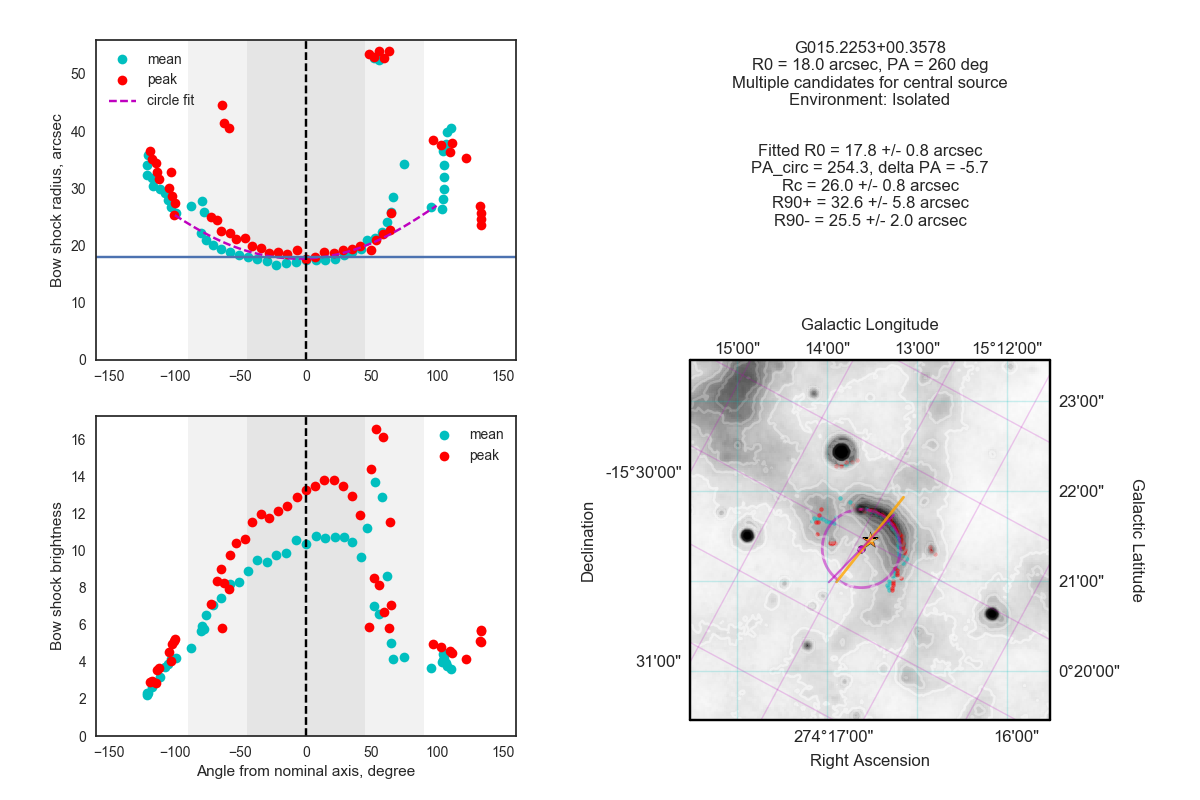 mean
peak
circle fit
Bow shock radius, arcsec
50
40
30
20
10
0
−150 −100 −50 0 50 100 150
mean
peak
Bow shock brightness
16
14
12
10
8
6
4
2
0
−150 −100 −50 0 50 100 150
Angle from nominal axis, degree
G015.2253+00.3578
R0 = 18.0 arcsec, PA = 260 deg
Multiple candidates for central source
Environment: Isolated
Fitted R0 = 17.8 +/- 0.8 arcsec
PA_circ = 254.3, delta PA = -5.7
Rc = 26.0 +/- 0.8 arcsec
R90+ = 32.6 +/- 5.8 arcsec
R90- = 25.5 +/- 2.0 arcsec
Galactic Longitude
15'00" 14'00" 13'00" 15°12'00"
23'00"
-15°30'00"
22'00"
Declination
Galactic Latitude
21'00"
31'00"
0°20'00"
274°17'00" 16'00"
Right Ascension